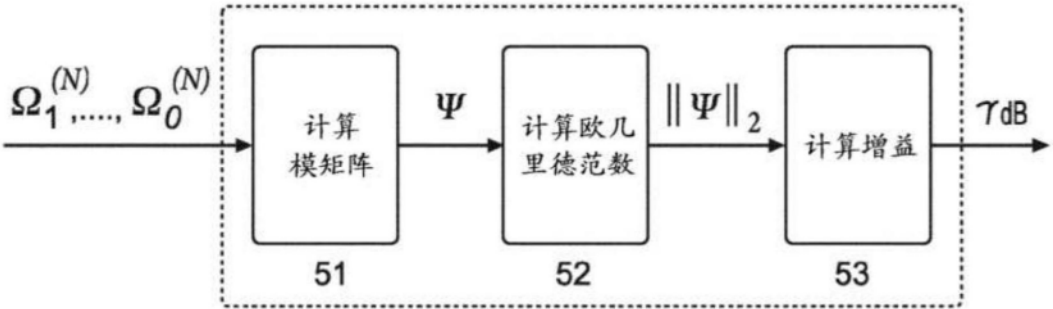 Ω₁⁽ᴺ⁾,...., Ω₀⁽ᴺ⁾
计算
模矩阵
51
Ψ
计算欧几
里德范数
52
‖Ψ‖₂
计算增益
53
γdB